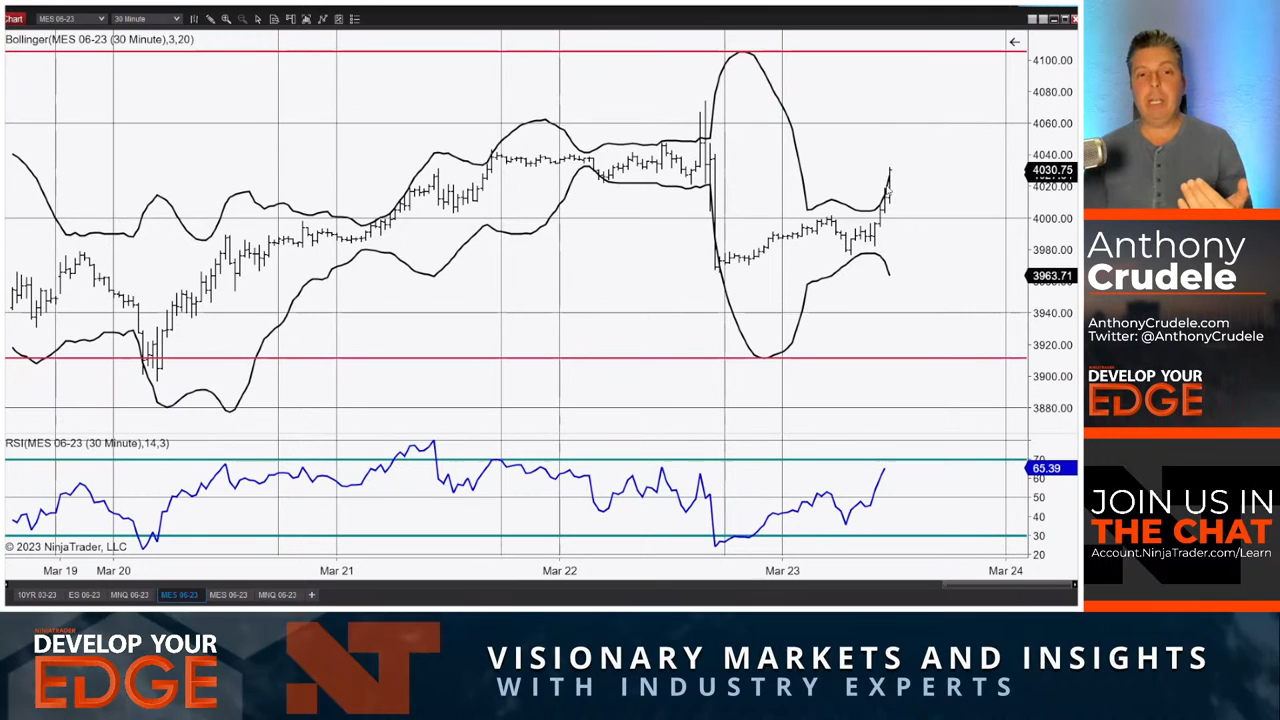 Chart
MES 06-23
30 Minute
Bollinger(MES 06-23 (30 Minute),3,20)
4100.00
4080.00
4060.00
4040.00
4030.75
4020.00
4000.00
3980.00
3963.71
3940.00
3920.00
3900.00
3880.00
RSI(MES 06-23 (30 Minute),14,3)
70
65.39
60
50
40
30
20
© 2023 NinjaTrader, LLC
Mar 19 Mar 20 Mar 21 Mar 22 Mar 23 Mar 24
10YR 03-23 ES 06-23 MNQ 06-23 MES 06-23 MES 06-23 MNQ 06-23 +
Anthony
Crudele
AnthonyCrudele.com
Twitter: @AnthonyCrudele
NINJATRADER
DEVELOP YOUR
EDGE
JOIN US IN
THE CHAT
Account.NinjaTrader.com/Learn
NINJATRADER
DEVELOP YOUR
EDGE
VISIONARY MARKETS AND INSIGHTS
WITH INDUSTRY EXPERTS